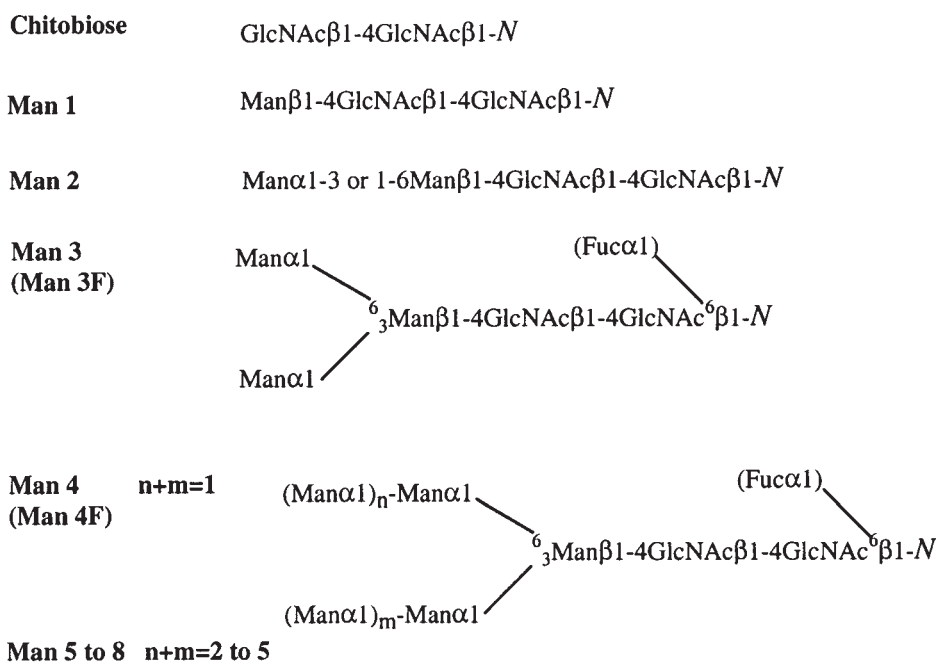 Chitobiose GlcNAcβ1-4GlcNAcβ1-N
Man 1 Manβ1-4GlcNAcβ1-4GlcNAcβ1-N
Man 2 Manα1-3 or 1-6Manβ1-4GlcNAcβ1-4GlcNAcβ1-N
Man 3 Manα1 (Fucα1)
(Man 3F)
6 3Manβ1-4GlcNAcβ1-4GlcNAc6β1-N
Manα1
Man 4 n+m=1 (Manα1)n-Manα1 (Fucα1)
(Man 4F)
6 3Manβ1-4GlcNAcβ1-4GlcNAc6β1-N
(Manα1)m-Manα1
Man 5 to 8 n+m=2 to 5